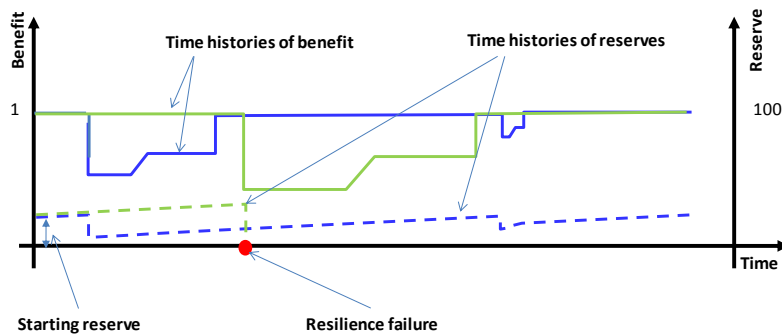 Benefit
Reserve
Time histories of benefit
Time histories of reserves
1
100
Time
Starting reserve
Resilience failure